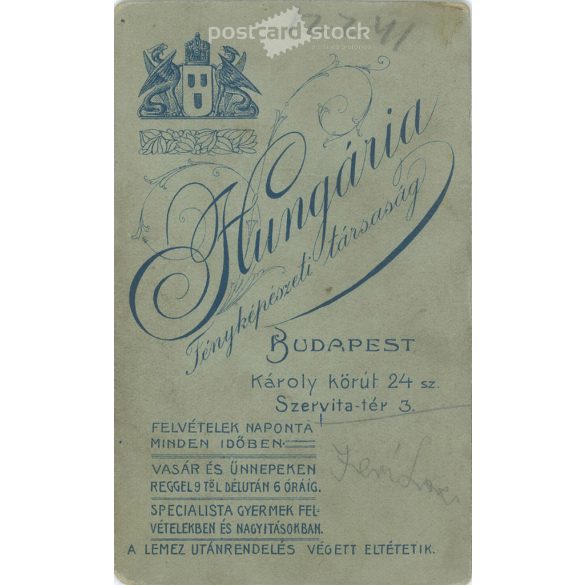 postcard stock
Hungária
Fényképészeti társaság
BUDAPEST
Károly körút 24 sz.
Szervita-tér 3.
FELVÉTELEK NAPONTA
MINDEN IDŐBEN
VASÁR ÉS ÜNNEPEKEN
REGGEL 9 TŐL DÉLUTÁN 6 ÓRÁIG.
SPECIALISTA GYERMEK FEL-
VÉTELEKBEN ÉS NAGYITÁSOKBAN.
A LEMEZ UTÁNRENDELÉS VÉGETT ELTÉTETIK.